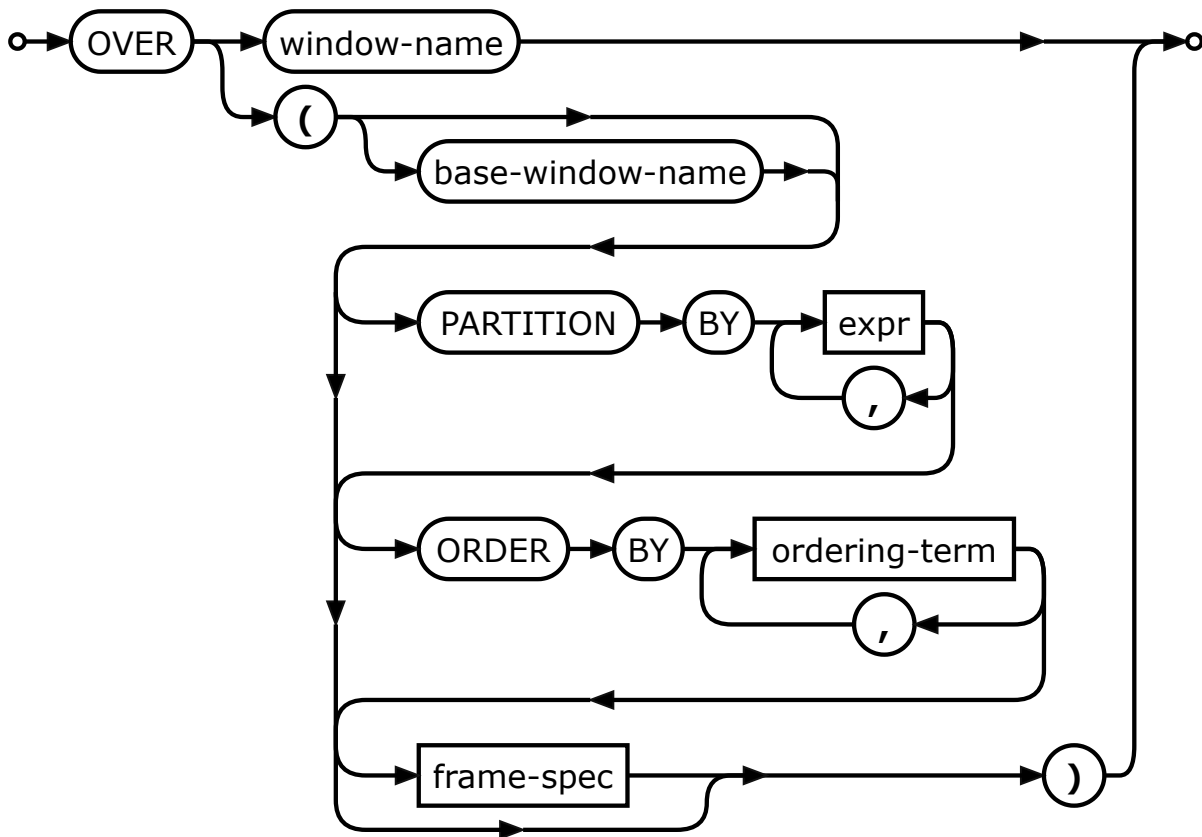 OVER window-name
(
base-window-name
PARTITION BY expr
,
ORDER BY ordering-term
,
frame-spec )